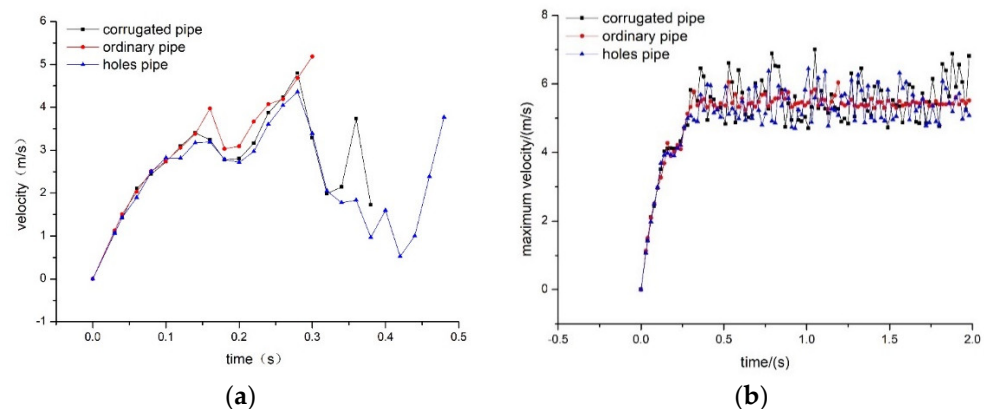 corrugated pipe
ordinary pipe
holes pipe
6
5
4
3
2
1
0
-1
velocity（m/s）
0.0 0.1 0.2 0.3 0.4 0.5
time（s）
(a)
corrugated pipe
ordinary pipe
holes pipe
8
6
4
2
0
maximum velocity/(m/s)
-0.5 0.0 0.5 1.0 1.5 2.0
time/(s)
(b)